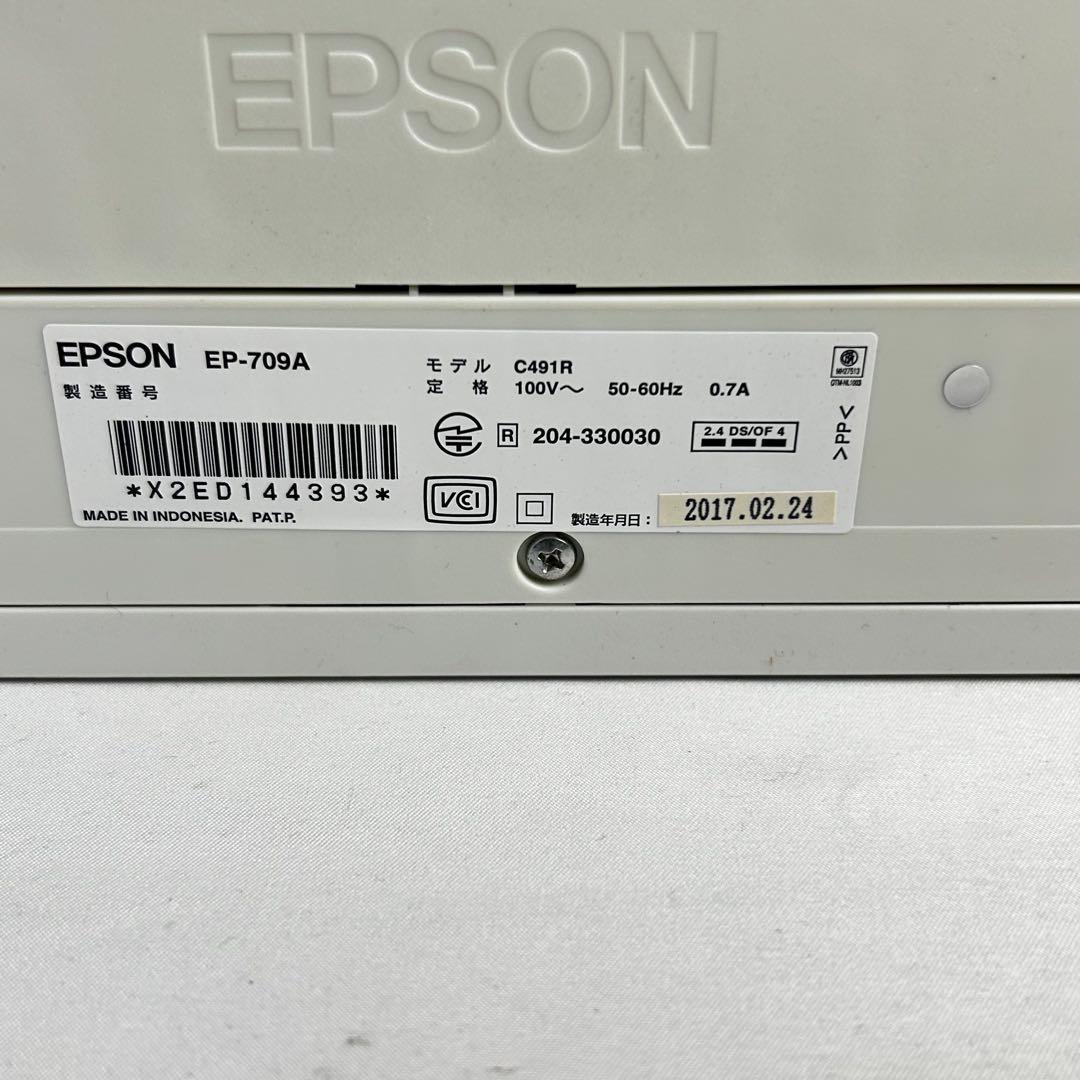 EPSON
EPSON EP-709A
製造番号
*X2ED144393*
MADE IN INDONESIA. PAT.P.
モデル C491R
定格 100V～ 50-60Hz 0.7A
R 204-330030
2.4 DS/OF 4
VCCI
製造年月日: 2017.02.24
>PP<